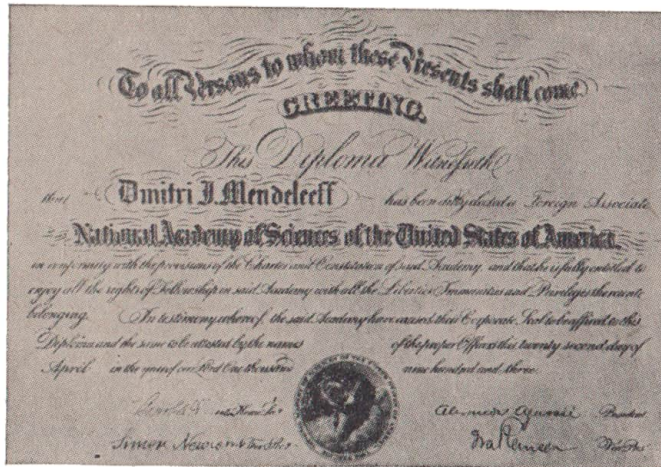 To all Persons to whom these Presents shall come
GREETING.
This Diploma Witnesseth
that Dmitri J. Mendeleeff has been duly elected a Foreign Associate
National Academy of Sciences of the United States of America,
in conformity with the provisions of the Charter and Constitution of said Academy, and that he is fully entitled to
enjoy all the rights of Fellowship in said Academy with all the Liberties Immunities and Privileges thereunto
belonging. In testimony whereof, the said Academy have caused their Corporate Seal to be affixed to this
Diploma and the same to be attested by the names of the proper Officers this twenty second day of
April in the year of our Lord One thousand nine hundred and three.
Alexander Agassiz President
Simon Newcomb Ira Remsen